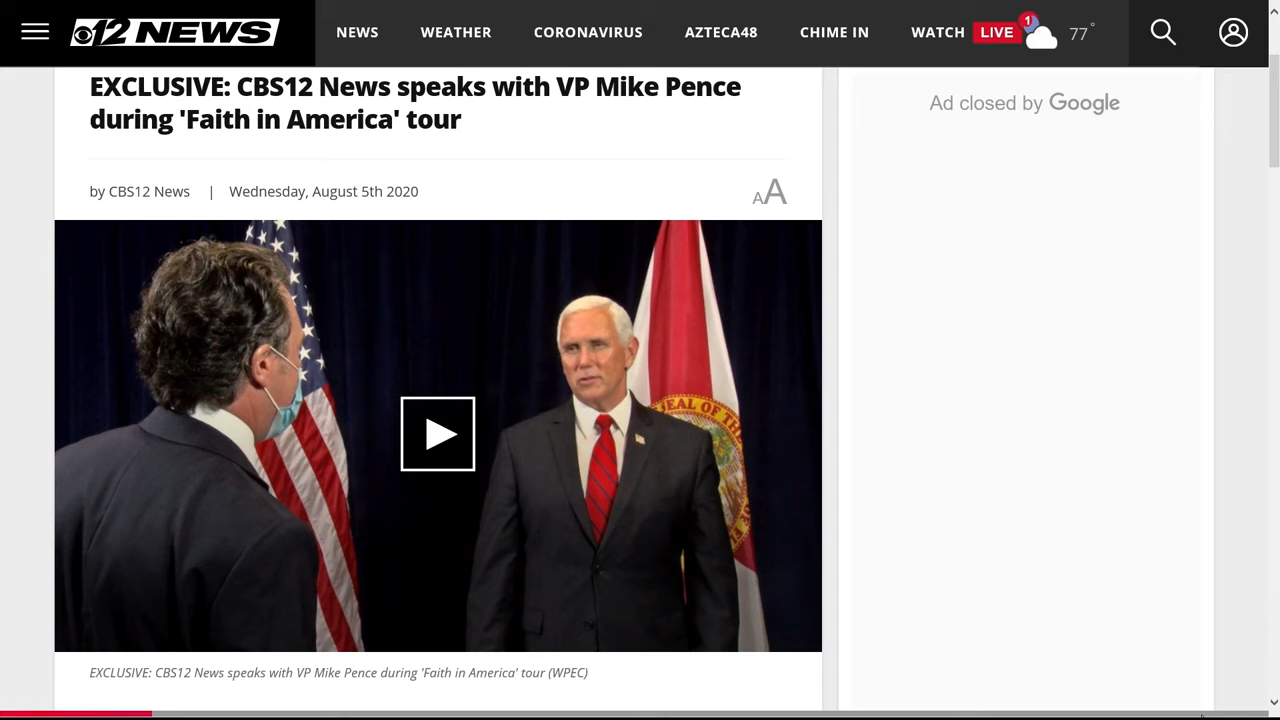 12 NEWS
NEWS
WEATHER
CORONAVIRUS
AZTECA48
CHIME IN
WATCH
LIVE
1
77°
EXCLUSIVE: CBS12 News speaks with VP Mike Pence
during 'Faith in America' tour
by CBS12 News | Wednesday, August 5th 2020
AA
Ad closed by Google
SEAL OF THE
EXCLUSIVE: CBS12 News speaks with VP Mike Pence during 'Faith in America' tour (WPEC)